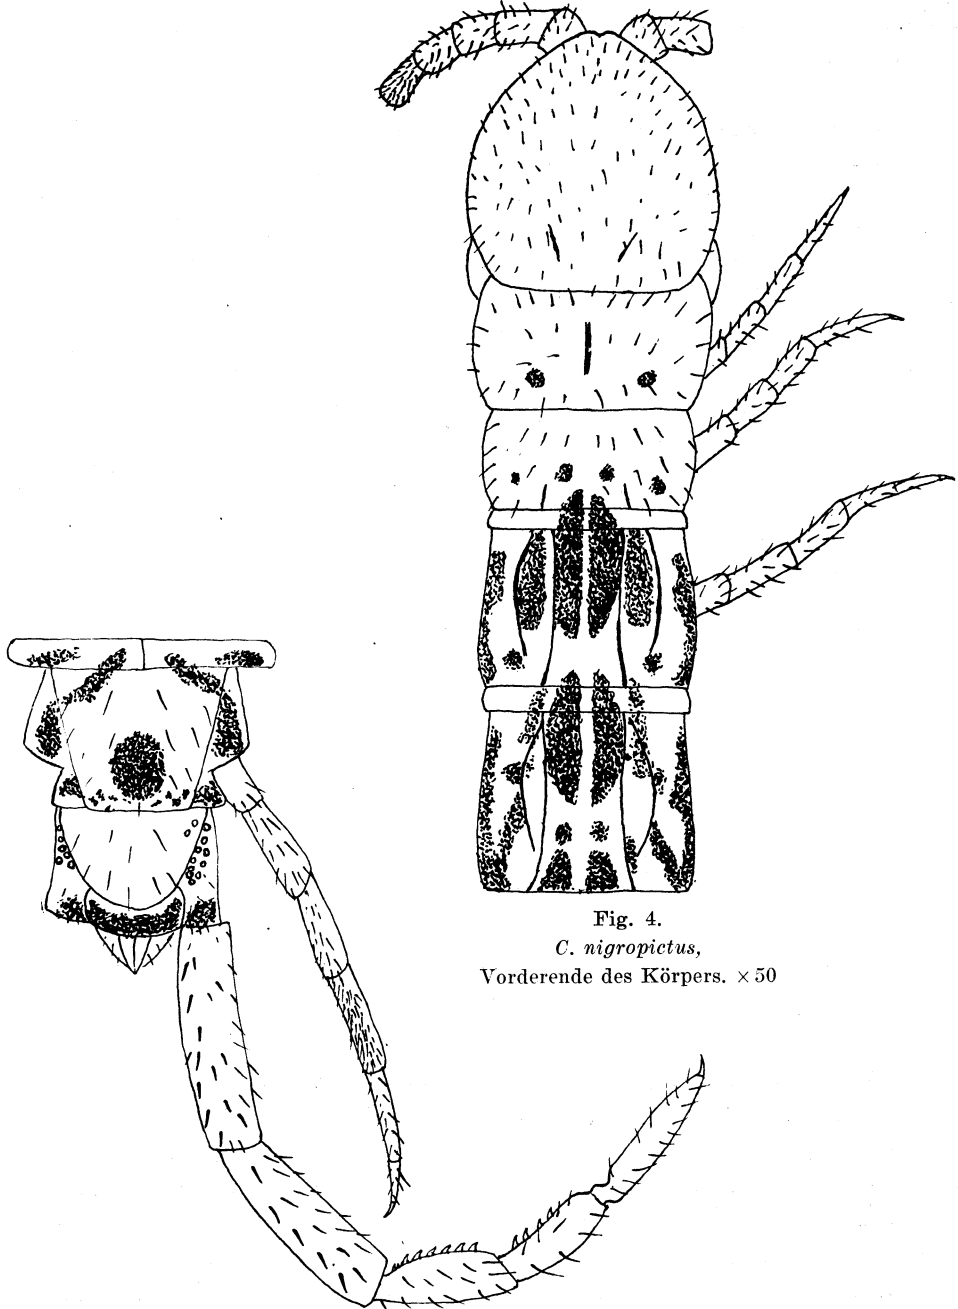 Fig. 4.
C. nigropictus,
Vorderende des Körpers. × 50